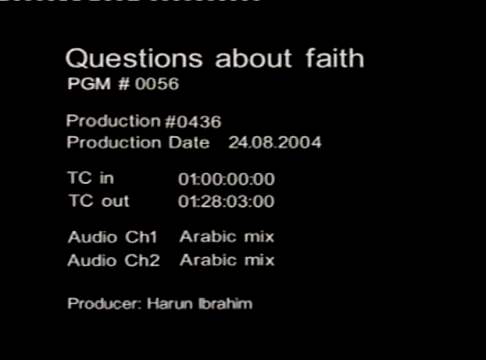 Questions about faith
PGM # 0056
Production #0436
Production Date 24.08.2004
TC in 01:00:00:00
TC out 01:28:03:00
Audio Ch1 Arabic mix
Audio Ch2 Arabic mix
Producer: Harun Ibrahim